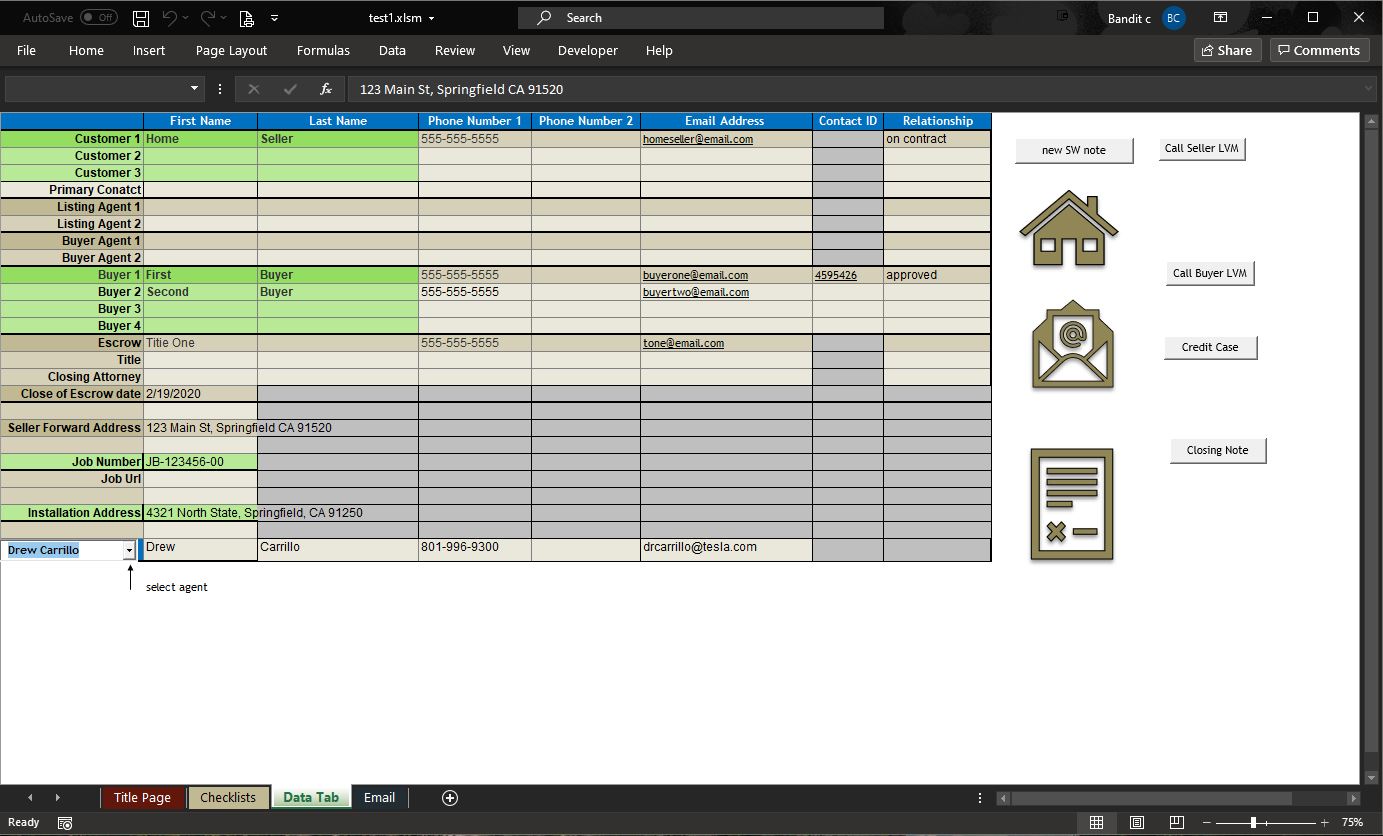 AutoSave Off test1.xlsm Search Bandit c BC
File Home Insert Page Layout Formulas Data Review View Developer Help Share Comments
fx 123 Main St, Springfield CA 91520
First Name Last Name Phone Number 1 Phone Number 2 Email Address Contact ID Relationship
Customer 1 Home Seller 555-555-5555 homeseller@email.com on contract
Customer 2
Customer 3
Primary Conatct
Listing Agent 1
Listing Agent 2
Buyer Agent 1
Buyer Agent 2
Buyer 1 First Buyer 555-555-5555 buyerone@email.com 4595426 approved
Buyer 2 Second Buyer 555-555-5555 buyertwo@email.com
Buyer 3
Buyer 4
Escrow Titie One 555-555-5555 tone@email.com
Title
Closing Attorney
Close of Escrow date 2/19/2020
Seller Forward Address 123 Main St, Springfield CA 91520
Job Number JB-123456-00
Job Url
Installation Address 4321 North State, Springfield, CA 91250
Drew Carrillo Drew Carrillo 801-996-9300 drcarrillo@tesla.com
select agent
new SW note Call Seller LVM
Call Buyer LVM
@
Credit Case
Closing Note
Title Page Checklists Data Tab Email
Ready 75%